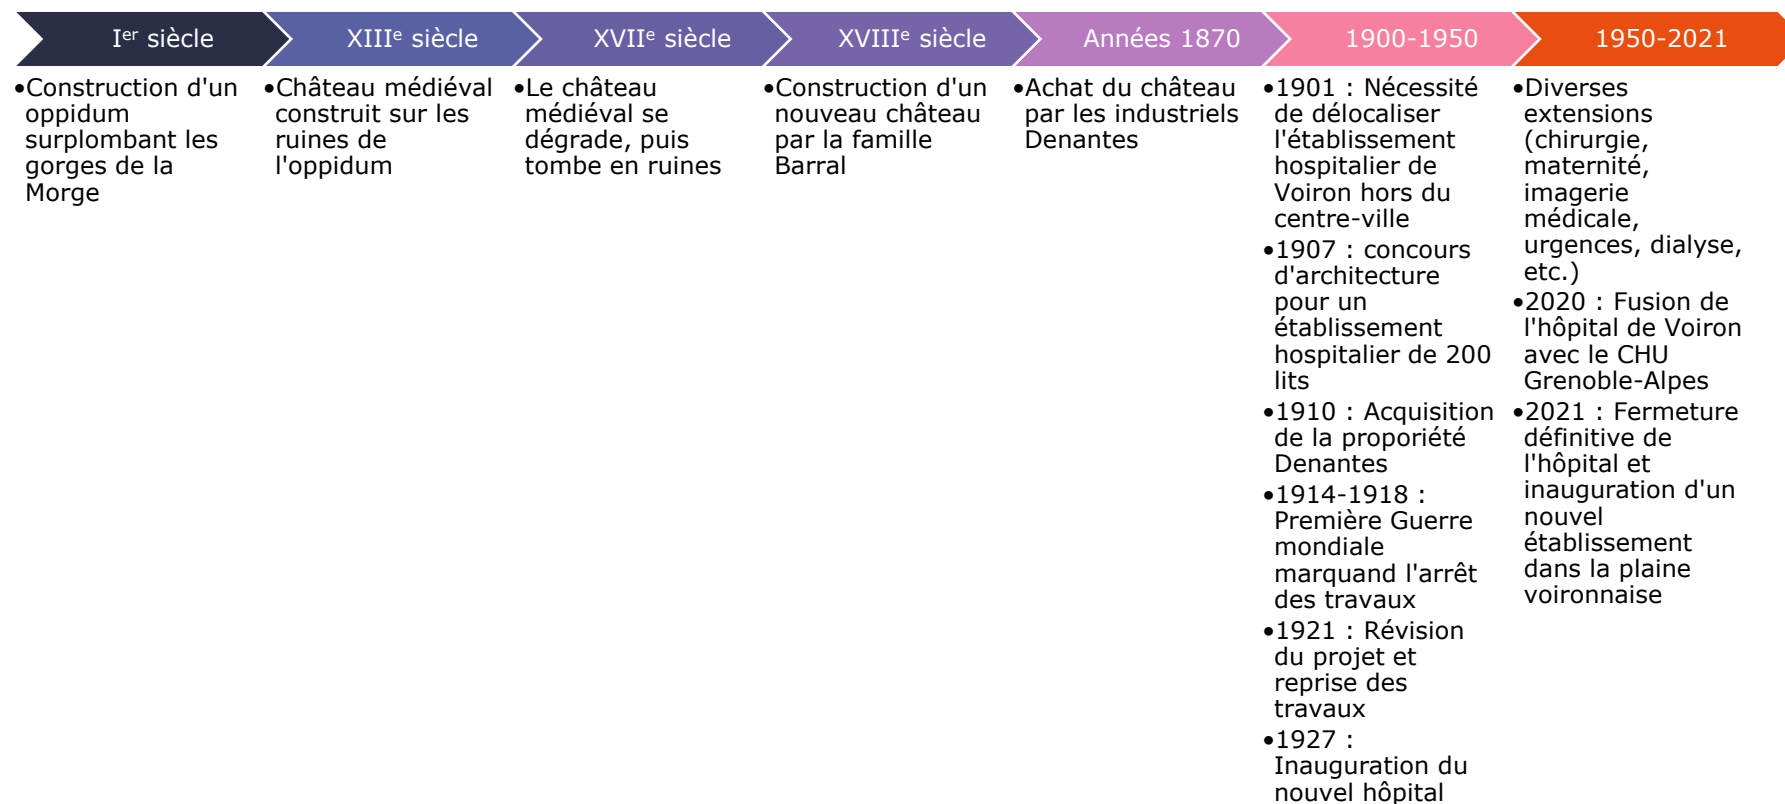 Iᵉʳ siècle
XIIIᵉ siècle
XVIIᵉ siècle
XVIIIᵉ siècle
Années 1870
1900-1950
1950-2021
•Construction d'un
oppidum
surplombant les
gorges de la
Morge
•Château médiéval
construit sur les
ruines de
l'oppidum
•Le château
médiéval se
dégrade, puis
tombe en ruines
•Construction d'un
nouveau château
par la famille
Barral
•Achat du château
par les industriels
Denantes
•1901 : Nécessité
de délocaliser
l'établissement
hospitalier de
Voiron hors du
centre-ville
•1907 : concours
d'architecture
pour un
établissement
hospitalier de 200
lits
•1910 : Acquisition
de la proporiété
Denantes
•1914-1918 :
Première Guerre
mondiale
marquand l'arrêt
des travaux
•1921 : Révision
du projet et
reprise des
travaux
•1927 :
Inauguration du
nouvel hôpital
•Diverses
extensions
(chirurgie,
maternité,
imagerie
médicale,
urgences, dialyse,
etc.)
•2020 : Fusion de
l'hôpital de Voiron
avec le CHU
Grenoble-Alpes
•2021 : Fermeture
définitive de
l'hôpital et
inauguration d'un
nouvel
établissement
dans la plaine
voironnaise